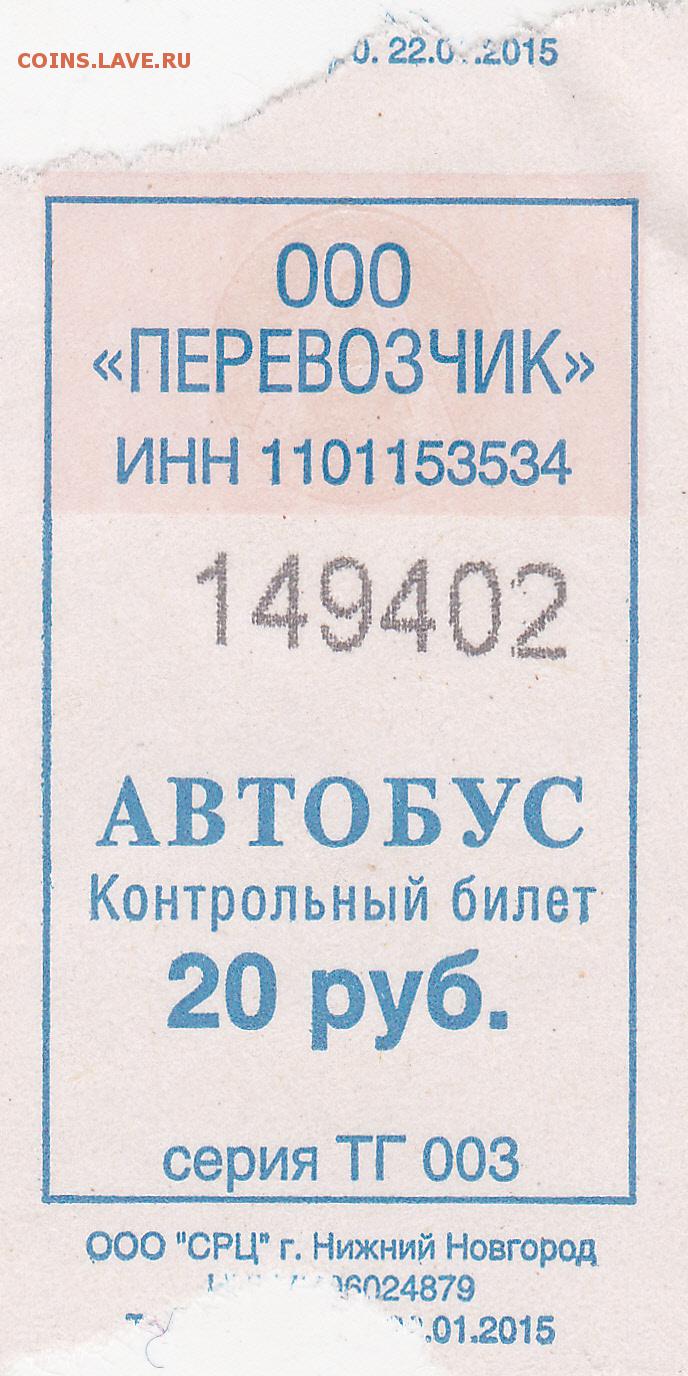 COINS.LAVE.RU
0. 22.01.2015
ООО
«ПЕРЕВОЗЧИК»
ИНН 1101153534
149402
АВТОБУС
Контрольный билет
20 руб.
серия ТГ 003
ООО "СРЦ" г. Нижний Новгород
06024879
.01.2015